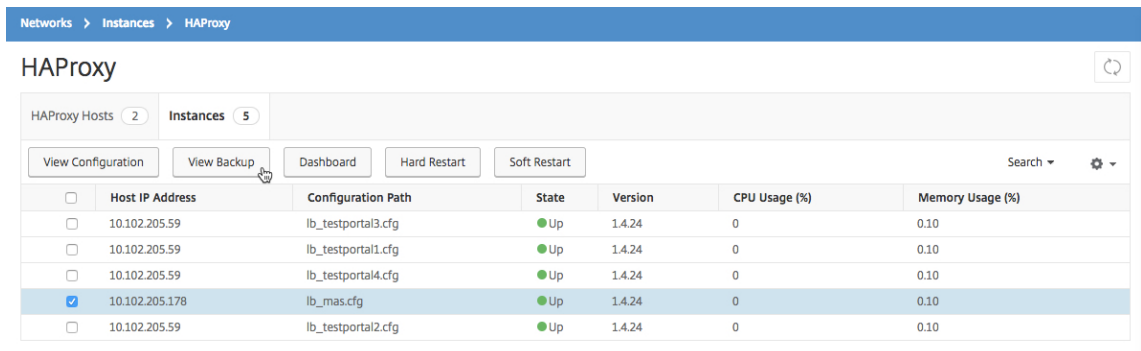 Networks > Instances > HAProxy
HAProxy
HAProxy Hosts 2 Instances 5
View Configuration View Backup Dashboard Hard Restart Soft Restart Search
Host IP Address Configuration Path State Version CPU Usage (%) Memory Usage (%)
10.102.205.59 lb_testportal3.cfg Up 1.4.24 0 0.10
10.102.205.59 lb_testportal1.cfg Up 1.4.24 0 0.10
10.102.205.59 lb_testportal4.cfg Up 1.4.24 0 0.10
10.102.205.178 lb_mas.cfg Up 1.4.24 0 0.10
10.102.205.59 lb_testportal2.cfg Up 1.4.24 0 0.10